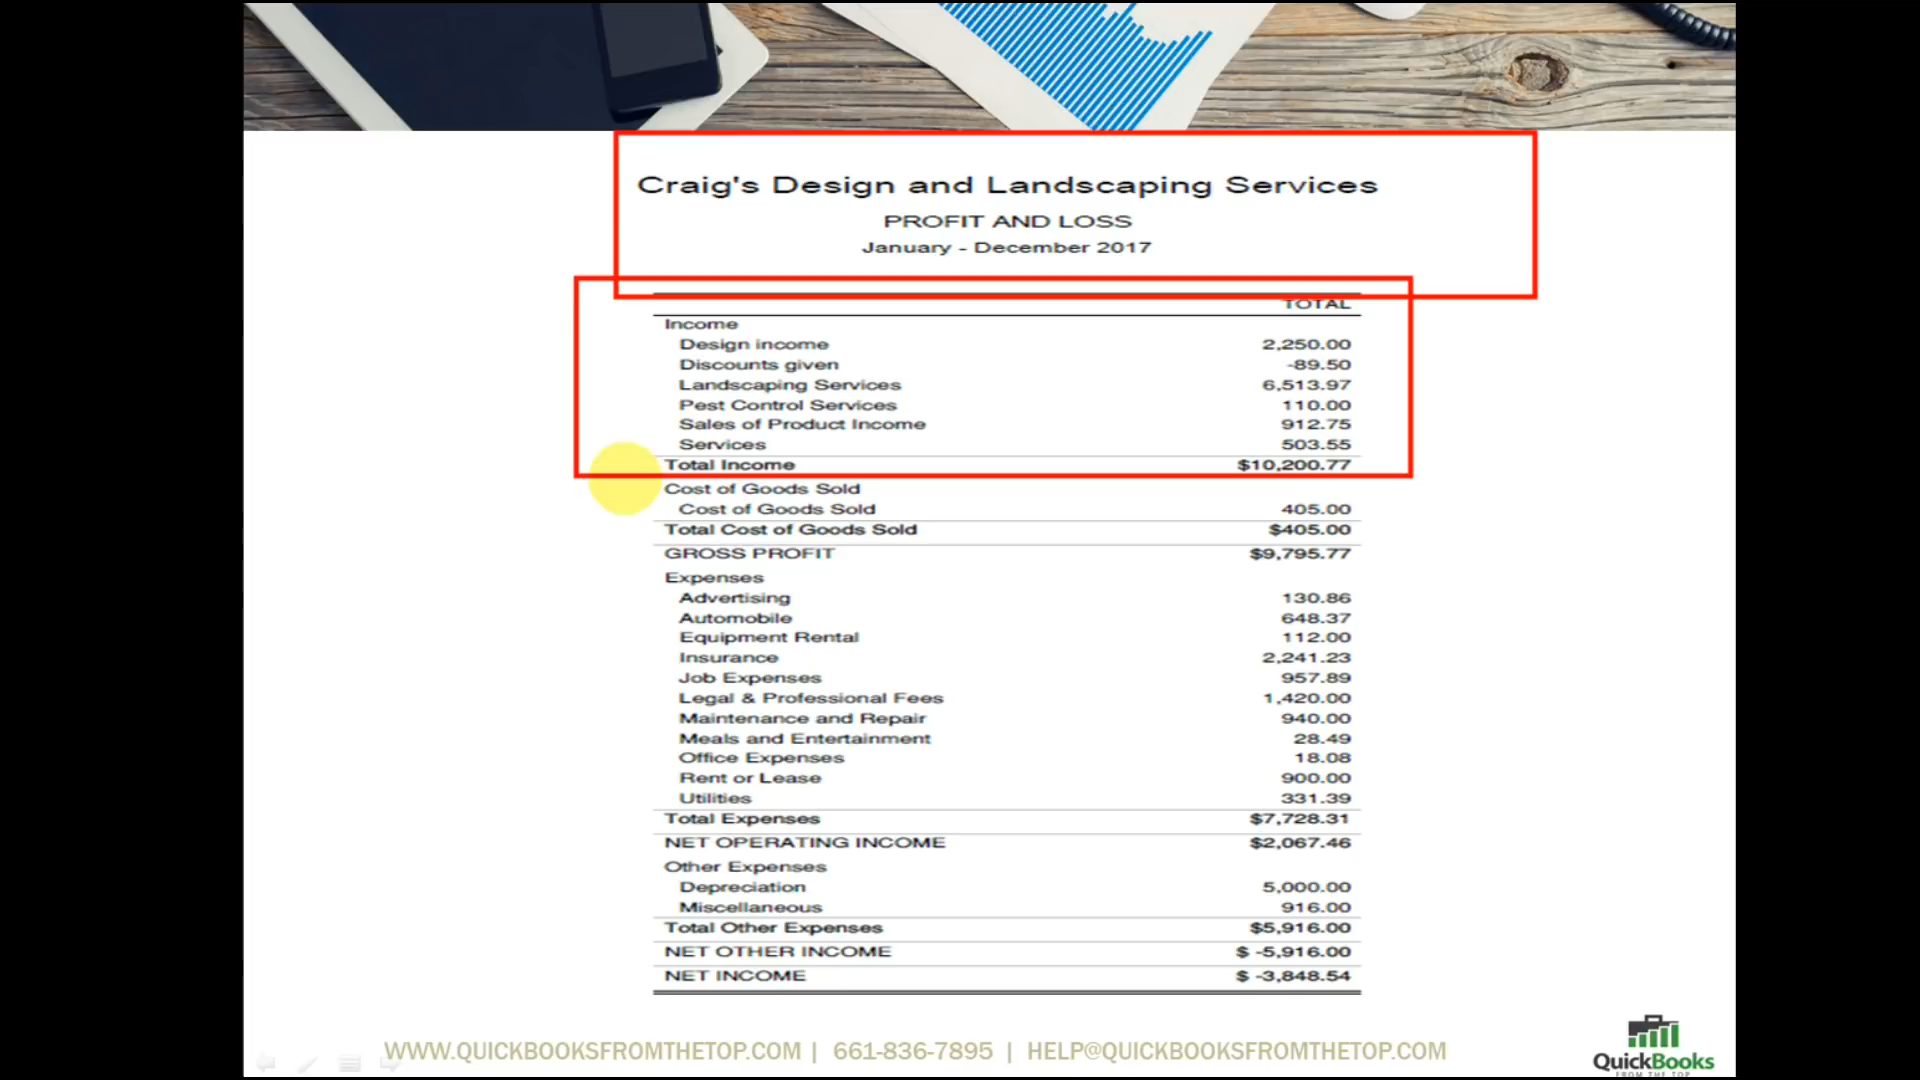 Craig's Design and Landscaping Services
PROFIT AND LOSS
January - December 2017
TOTAL
Income
Design income 2,250.00
Discounts given -89.50
Landscaping Services 6,513.97
Pest Control Services 110.00
Sales of Product Income 912.75
Services 503.55
Total Income $10,200.77
Cost of Goods Sold
Cost of Goods Sold 405.00
Total Cost of Goods Sold $405.00
GROSS PROFIT $9,795.77
Expenses
Advertising 130.86
Automobile 648.37
Equipment Rental 112.00
Insurance 2,241.23
Job Expenses 957.89
Legal & Professional Fees 1,420.00
Maintenance and Repair 940.00
Meals and Entertainment 28.49
Office Expenses 18.08
Rent or Lease 900.00
Utilities 331.39
Total Expenses $7,728.31
NET OPERATING INCOME $2,067.46
Other Expenses
Depreciation 5,000.00
Miscellaneous 916.00
Total Other Expenses $5,916.00
NET OTHER INCOME $ -5,916.00
NET INCOME $ -3,848.54
WWW.QUICKBOOKSFROMTHETOP.COM | 661-836-7895 | HELP@QUICKBOOKSFROMTHETOP.COM
QuickBooks
FROM THE TOP